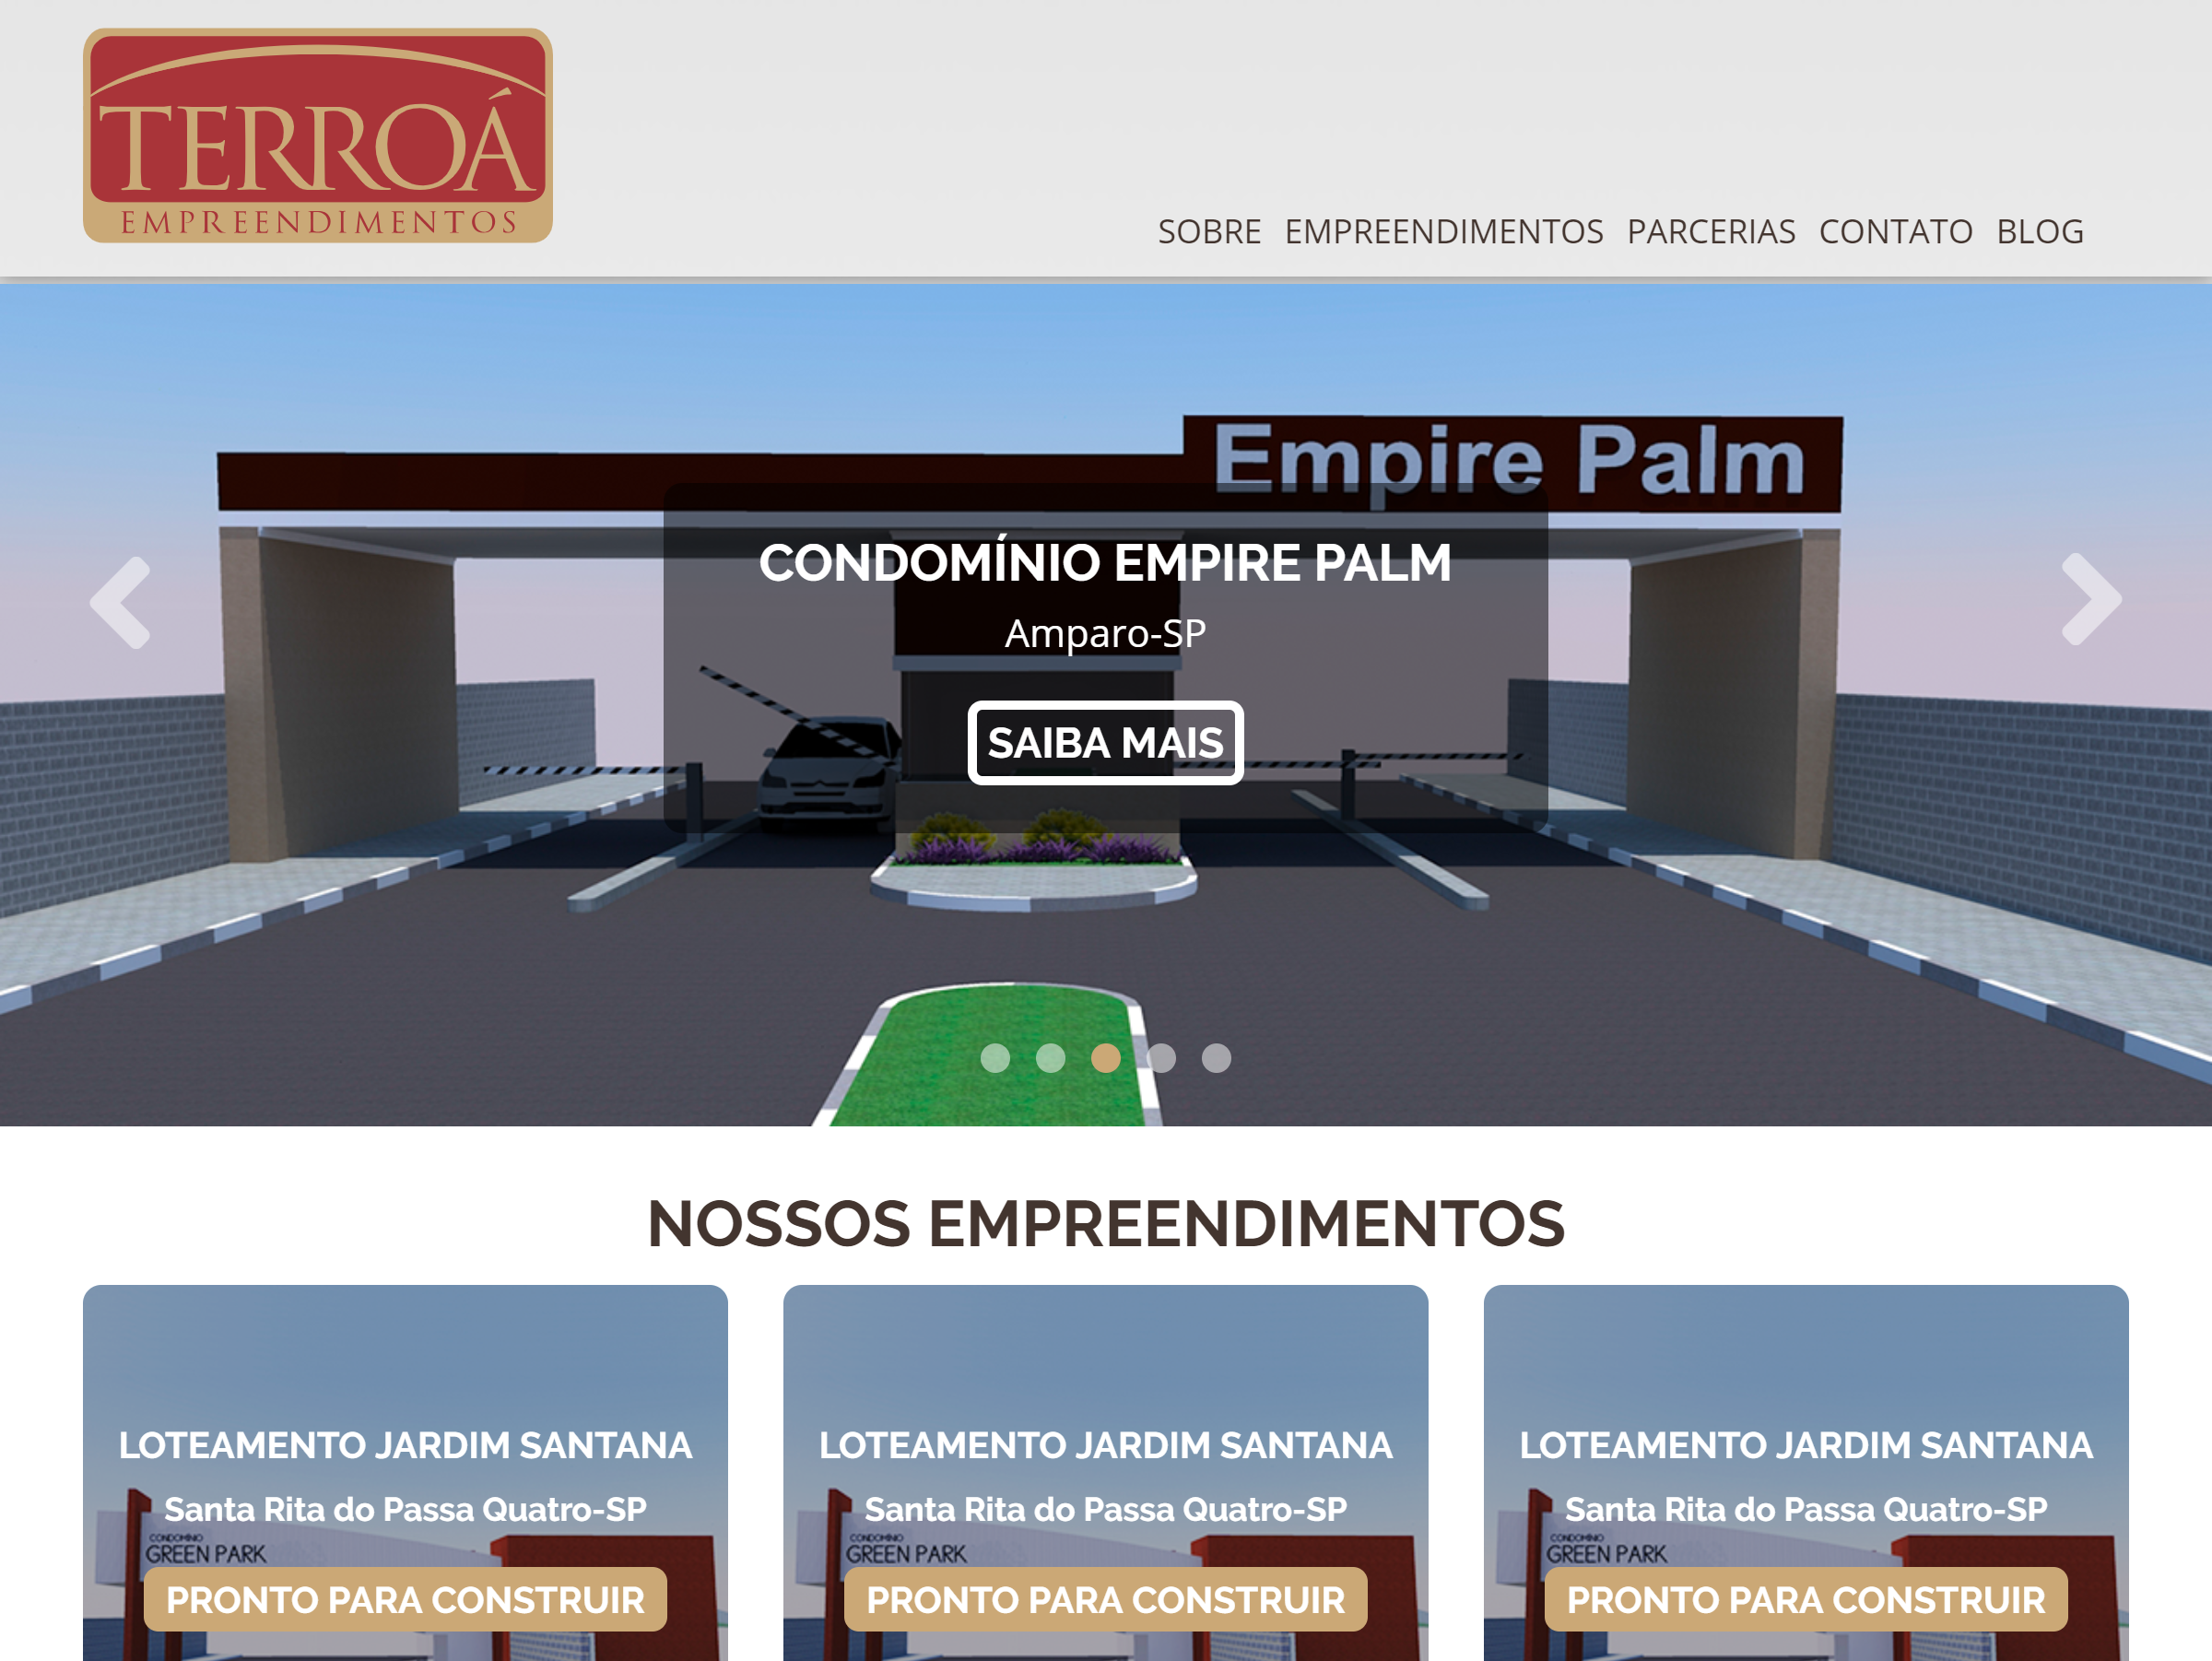 TERROÁ
EMPREENDIMENTOS
SOBRE EMPREENDIMENTOS PARCERIAS CONTATO BLOG
Empire Palm
CONDOMÍNIO EMPIRE PALM
Amparo-SP
SAIBA MAIS
NOSSOS EMPREENDIMENTOS
LOTEAMENTO JARDIM SANTANA
Santa Rita do Passa Quatro-SP
CONDOMÍNIO
GREEN PARK
PRONTO PARA CONSTRUIR
LOTEAMENTO JARDIM SANTANA
Santa Rita do Passa Quatro-SP
CONDOMÍNIO
GREEN PARK
PRONTO PARA CONSTRUIR
LOTEAMENTO JARDIM SANTANA
Santa Rita do Passa Quatro-SP
CONDOMÍNIO
GREEN PARK
PRONTO PARA CONSTRUIR